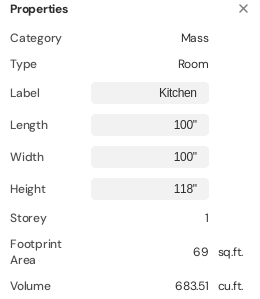 Properties ×
Category Mass
Type Room
Label Kitchen
Length 100"
Width 100"
Height 118"
Storey 1
Footprint
Area 69 sq.ft.
Volume 683.51 cu.ft.